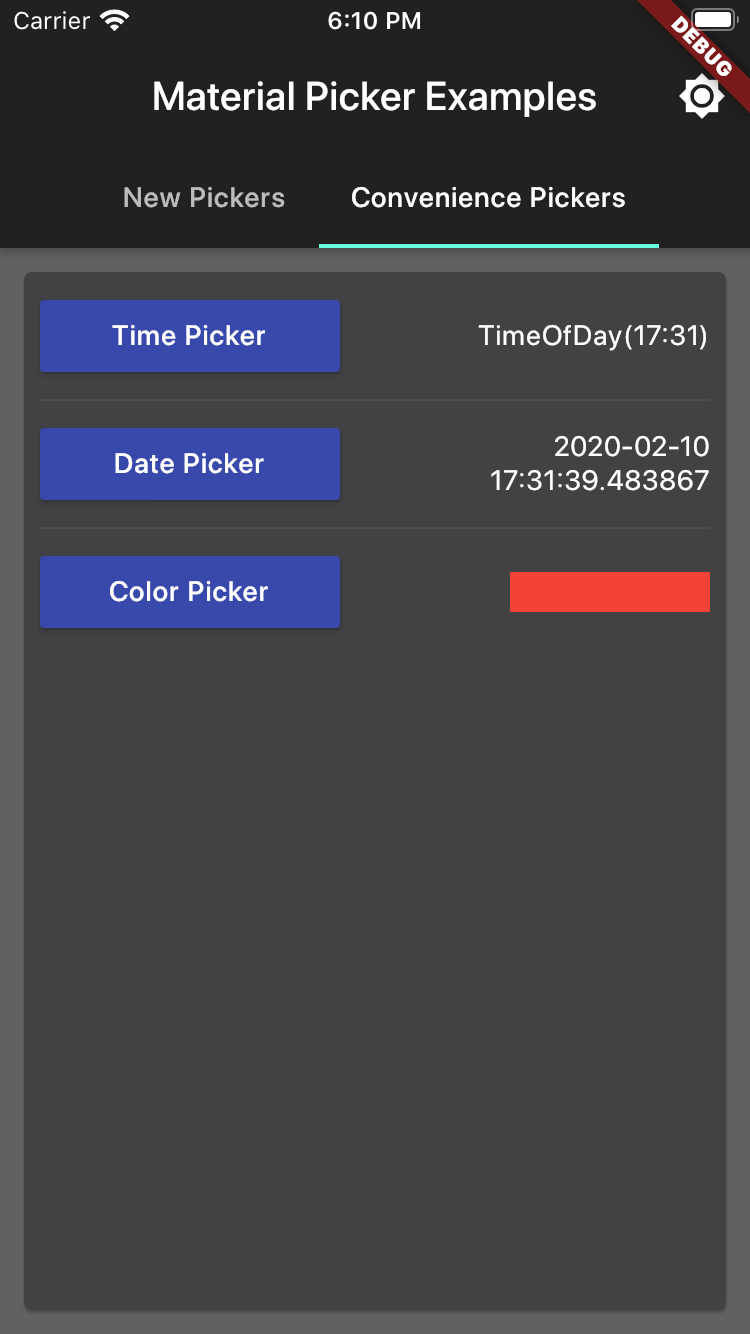 Carrier 6:10 PM
DEBUG
Material Picker Examples
New Pickers Convenience Pickers
Time Picker TimeOfDay(17:31)
Date Picker 2020-02-10
17:31:39.483867
Color Picker